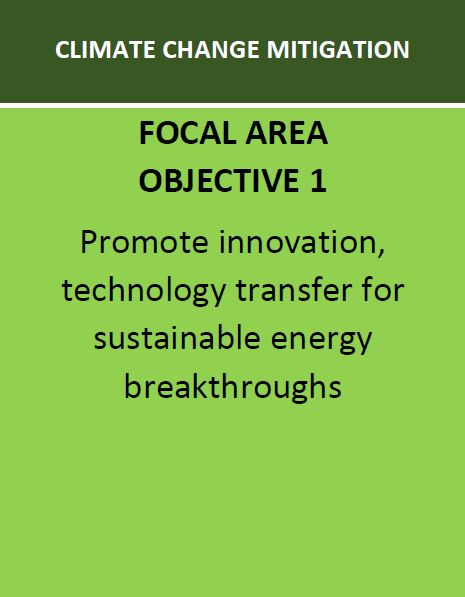 CLIMATE CHANGE MITIGATION
FOCAL AREA
OBJECTIVE 1
Promote innovation,
technology transfer for
sustainable energy
breakthroughs